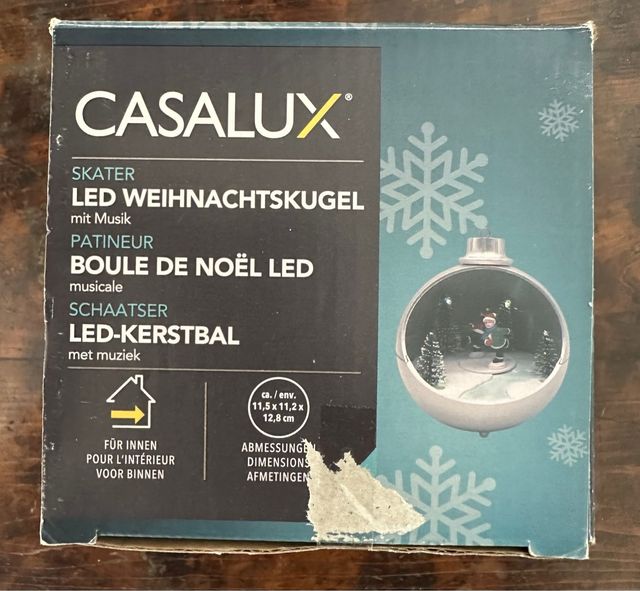 CASALUX®
SKATER
LED WEIHNACHTSKUGEL
mit Musik
PATINEUR
BOULE DE NOËL LED
musicale
SCHAATSER
LED-KERSTBAL
met muziek
FÜR INNEN
POUR L'INTÉRIEUR
VOOR BINNEN
ca. / env.
11,5 x 11,2 x
12,8 cm
ABMESSUNGEN
DIMENSIONS
AFMETINGEN